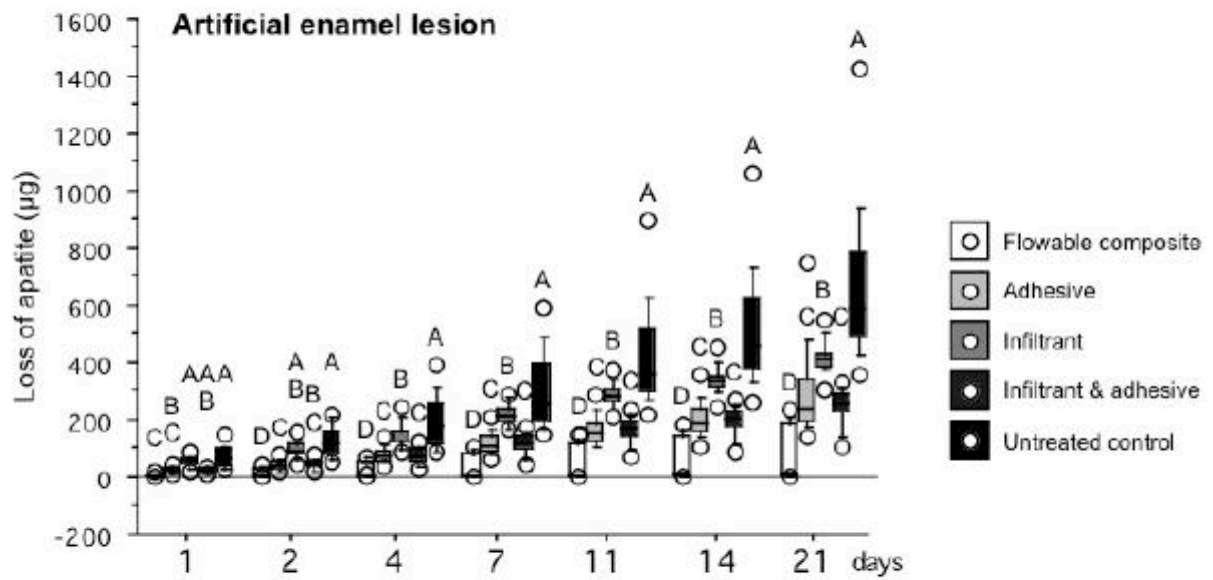 Artificial enamel lesion
Loss of apatite (µg)
1600
1400
1200
1000
800
600
400
200
0
-200
C B C A A B A
D C A B B C A
D C B C A
D C B C A
D C B C A
D C B C A
D C B C A
1 2 4 7 11 14 21 days
Flowable composite
Adhesive
Infiltrant
Infiltrant & adhesive
Untreated control